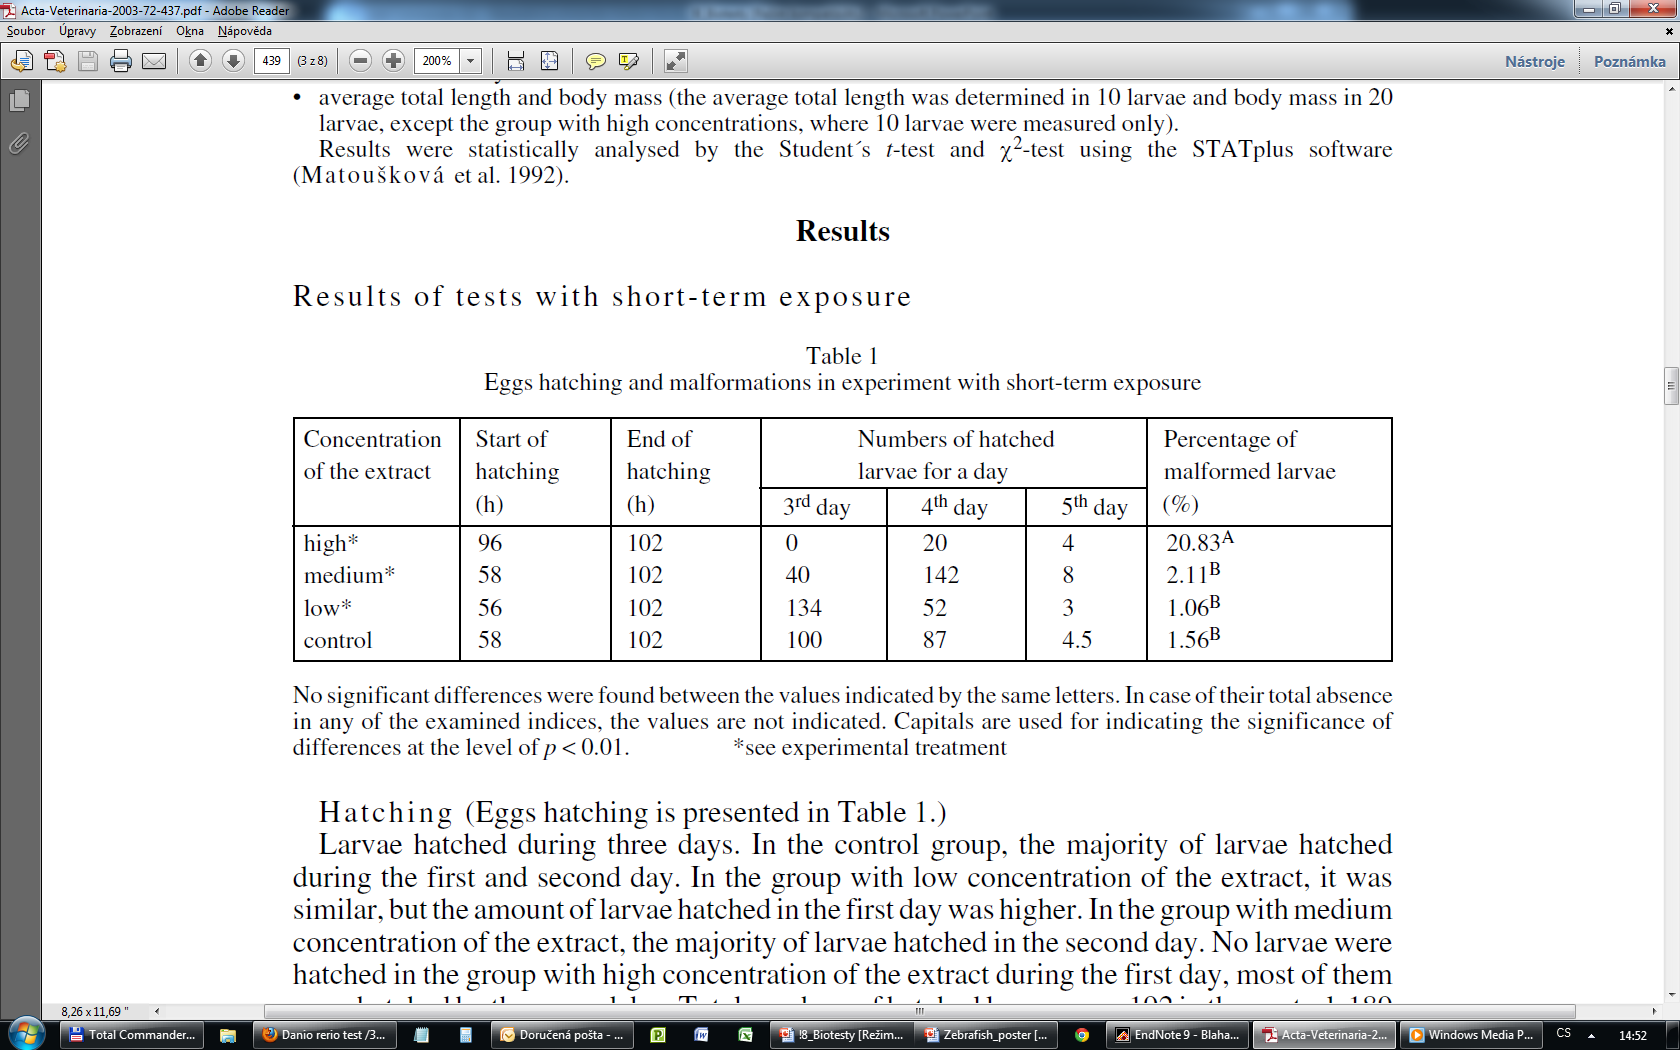 Acta-Veterinaria-2003-72-437.pdf - Adobe Reader
Soubor Úpravy Zobrazení Okna Nápověda
439 (3 z 8) 200% Nástroje Poznámka
• average total length and body mass (the average total length was determined in 10 larvae and body mass in 20
larvae, except the group with high concentrations, where 10 larvae were measured only).
Results were statistically analysed by the Student´s t-test and χ2-test using the STATplus software
(Matoušková et al. 1992).
Results
Results of tests with short-term exposure
Table 1
Eggs hatching and malformations in experiment with short-term exposure
Concentration Start of End of Numbers of hatched Percentage of
of the extract hatching hatching larvae for a day malformed larvae
(h) (h) 3rd day 4th day 5th day (%)
high* 96 102 0 20 4 20.83A
medium* 58 102 40 142 8 2.11B
low* 56 102 134 52 3 1.06B
control 58 102 100 87 4.5 1.56B
No significant differences were found between the values indicated by the same letters. In case of their total absence
in any of the examined indices, the values are not indicated. Capitals are used for indicating the significance of
differences at the level of p < 0.01. *see experimental treatment
Hatching (Eggs hatching is presented in Table 1.)
Larvae hatched during three days. In the control group, the majority of larvae hatched
during the first and second day. In the group with low concentration of the extract, it was
similar, but the amount of larvae hatched in the first day was higher. In the group with medium
concentration of the extract, the majority of larvae hatched in the second day. No larvae were
hatched in the group with high concentration of the extract during the first day, most of them
8,26 x 11,69 "
Total Commander... Danio rerio test /3... Doručená pošta - ... !8_Biotesty [Režim... Zebrafish_poster [... EndNote 9 - Blaha... Acta-Veterinaria-2... Windows Media P... CS 14:52